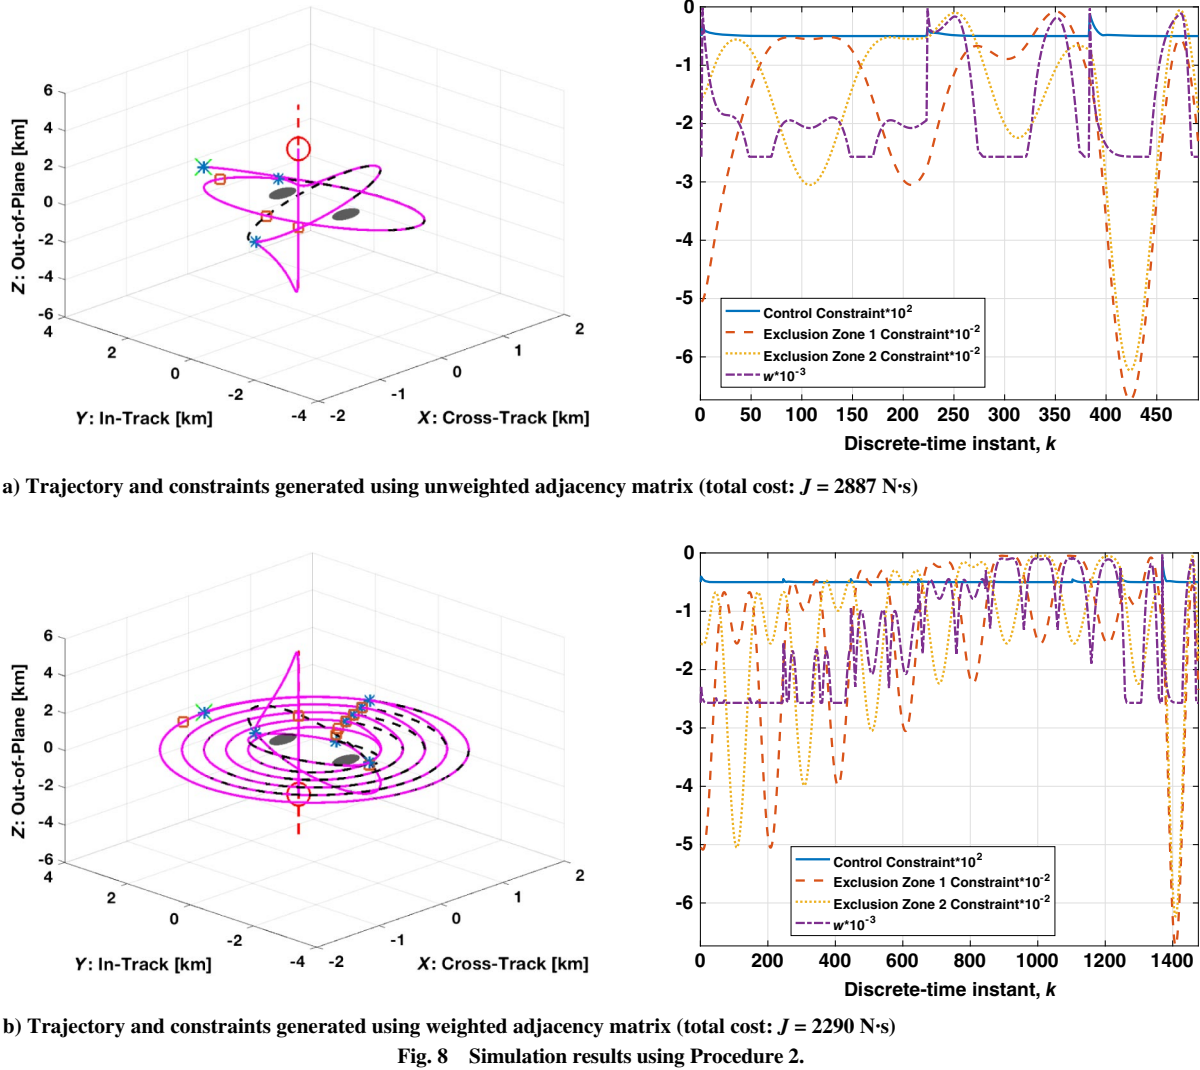 6
4
2
0
-2
-4
-6
Z: Out-of-Plane [km]
4
2
0
-2
-4
Y: In-Track [km]
-2
-1
0
1
2
X: Cross-Track [km]
0
-1
-2
-3
-4
-5
-6
Control Constraint*10^2
Exclusion Zone 1 Constraint*10^-2
Exclusion Zone 2 Constraint*10^-2
w*10^-3
0 50 100 150 200 250 300 350 400 450
Discrete-time instant, k
a) Trajectory and constraints generated using unweighted adjacency matrix (total cost: J = 2887 N·s)
6
4
2
0
-2
-4
-6
Z: Out-of-Plane [km]
4
2
0
-2
-4
Y: In-Track [km]
-2
-1
0
1
2
X: Cross-Track [km]
0
-1
-2
-3
-4
-5
-6
Control Constraint*10^2
Exclusion Zone 1 Constraint*10^-2
Exclusion Zone 2 Constraint*10^-2
w*10^-3
0 200 400 600 800 1000 1200 1400
Discrete-time instant, k
b) Trajectory and constraints generated using weighted adjacency matrix (total cost: J = 2290 N·s)
Fig. 8 Simulation results using Procedure 2.